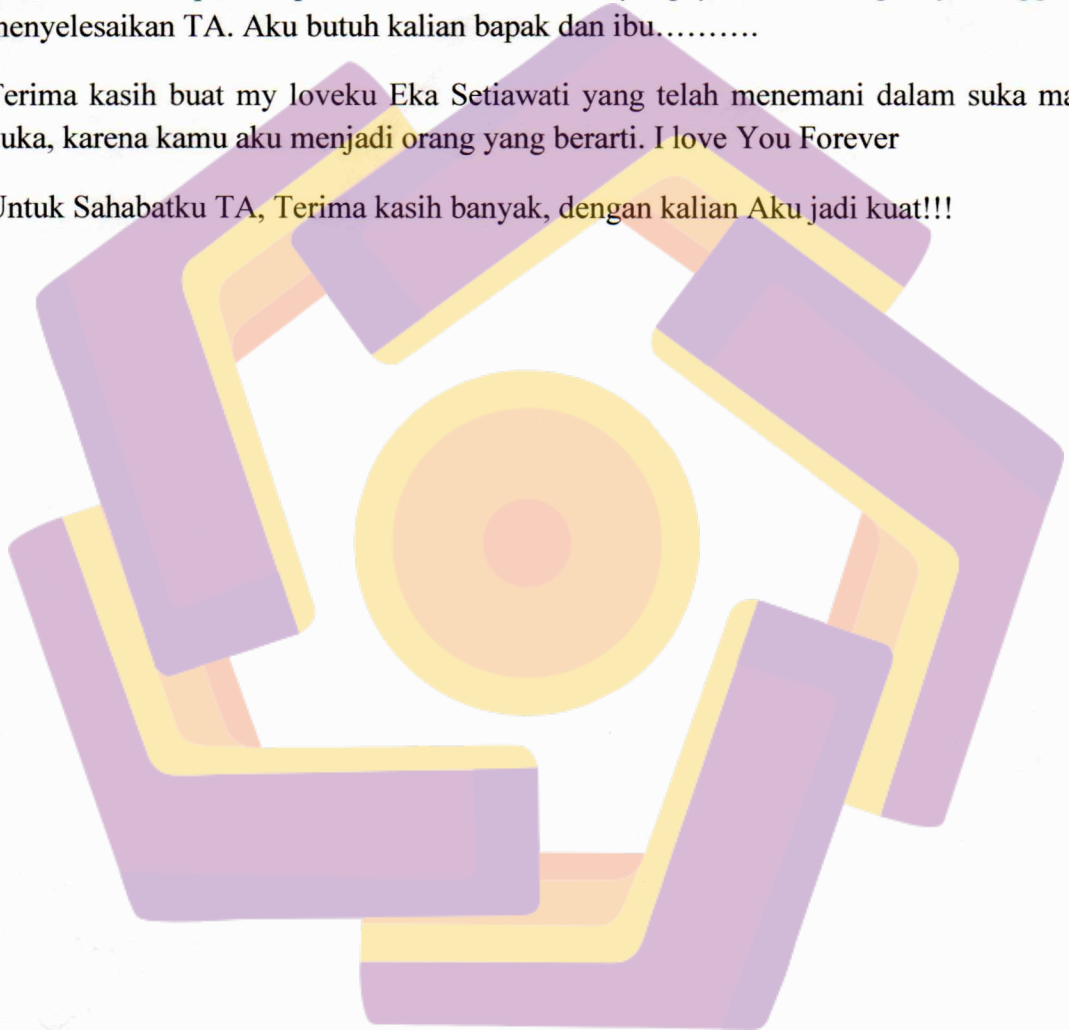 menyelesaikan TA. Aku butuh kalian bapak dan ibu……….
Terima kasih buat my loveku Eka Setiawati yang telah menemani dalam suka
karena kamu aku menjadi orang yang berarti. I love You Forever
Untuk Sahabatku TA, Terima kasih banyak, dengan kalian Aku jadi kuat!!!